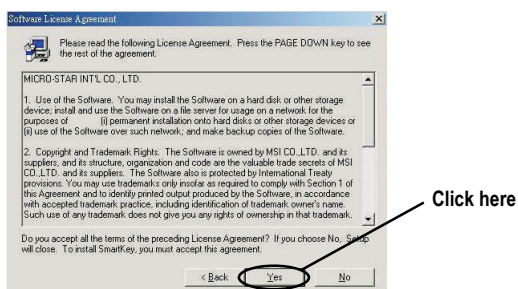 Software License Agreement
Please read the following License Agreement. Press the PAGE DOWN key to see
the rest of the agreement.
MICRO-STAR INT'L CO., LTD.
1. Use of the Software. You may install the Software on a hard disk or other storage
device; install and use the Software on a file server for usage on a network for the
purposes of (i) permanent installation onto hard disks or other storage devices or
(ii) use of the Software over such network; and make backup copies of the Software.
2. Copyright and Trademark Rights. The Software is owned by MSI CO.,LTD. and its
suppliers, and its structure, organization and code are the valuable trade secrets of MSI
CO.,LTD. and its suppliers. The Software also is protected by International Treaty
provisions. You may use trademarks only insofar as required to comply with Section 1 of
this Agreement and to identify printed output produced by the Software, in accordance
with accepted trademark practice, including identification of trademark owner's name.
Such use of any trademark does not give you any rights of ownership in that trademark.
Do you accept all the terms of the preceding License Agreement? If you choose No, Setup
will close. To install SmartKey, you must accept this agreement.
< Back
Yes
No
Click here